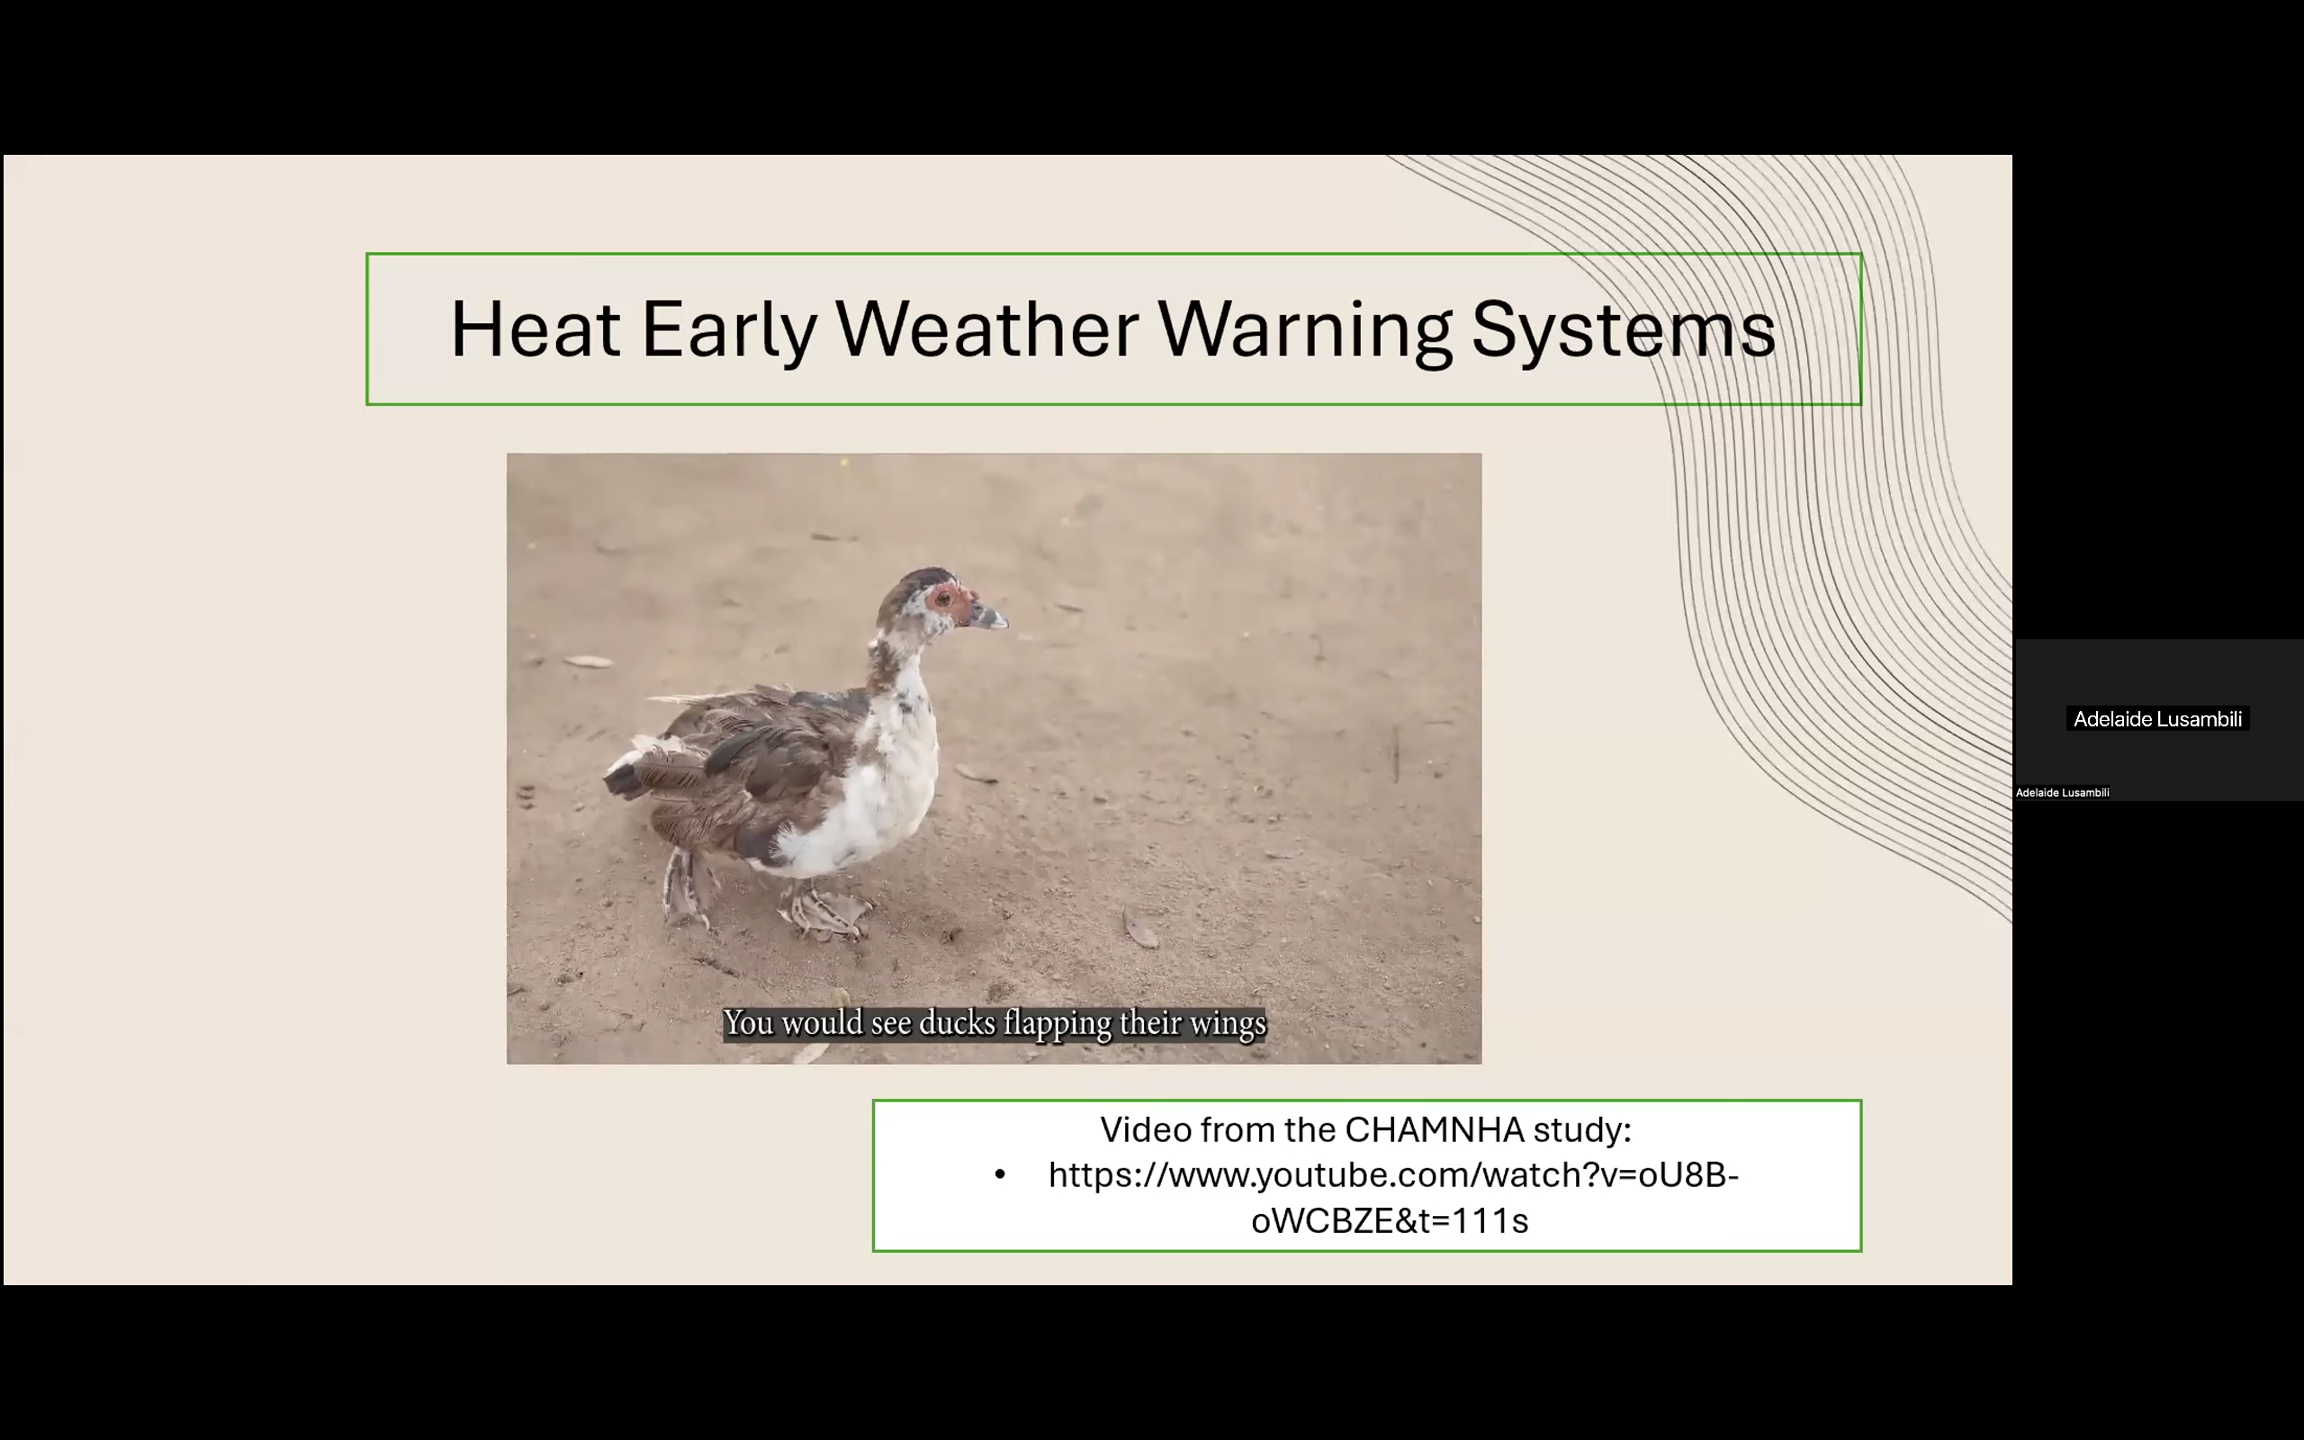 Heat Early Weather Warning Systems
You would see ducks flapping their wings
Video from the CHAMNHA study:
• https://www.youtube.com/watch?v=oU8B-
oWCBZE&t=111s
Adelaide Lusambili
Adelaide Lusambili